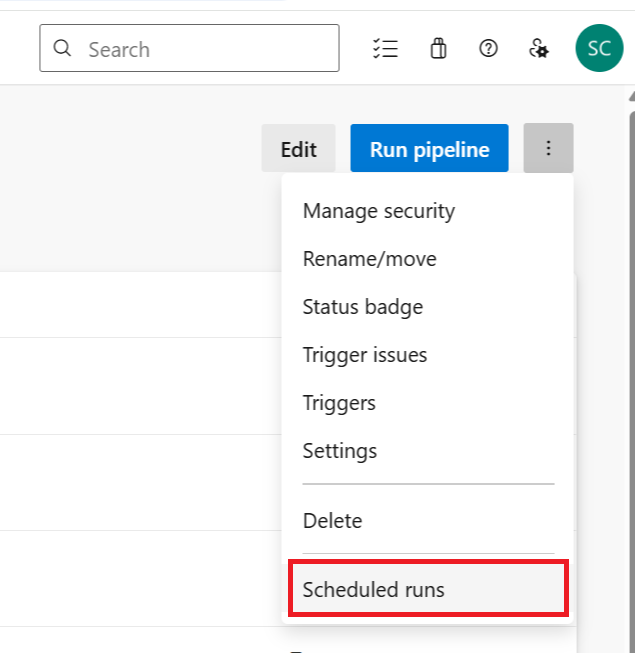 Search
SC
Edit
Run pipeline
Manage security
Rename/move
Status badge
Trigger issues
Triggers
Settings
Delete
Scheduled runs